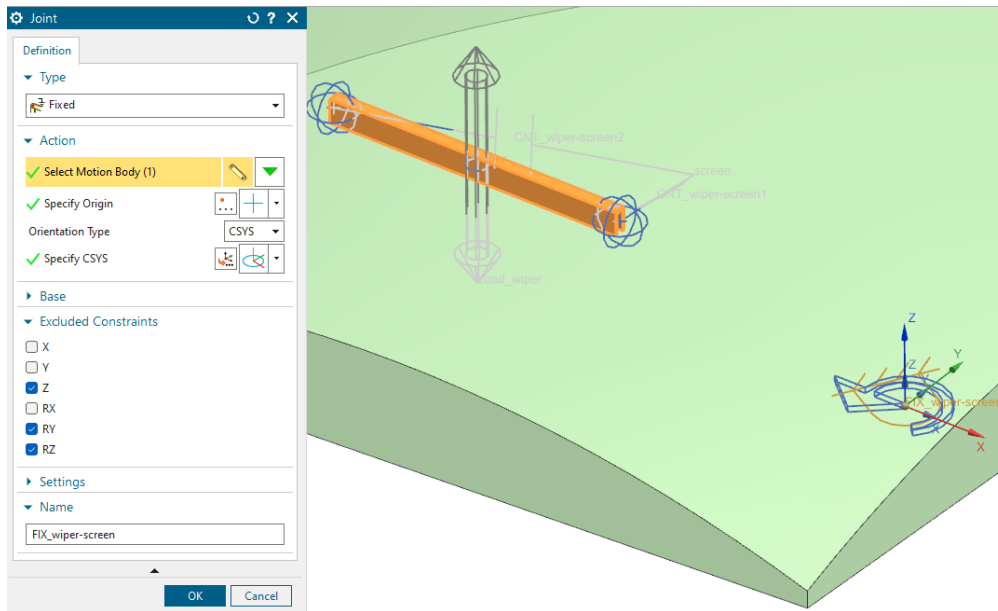 Joint
Definition
Type
Fixed
Action
Select Motion Body (1)
Specify Origin
Orientation Type CSYS
Specify CSYS
Base
Excluded Constraints
X
Y
Z
RX
RY
RZ
Settings
Name
FIX_wiper-screen
OK Cancel
CNT_wiper-screen2
screen
CNT_wiper-screen1
Z
Y
Z
FIX_wiper-screen
X
X